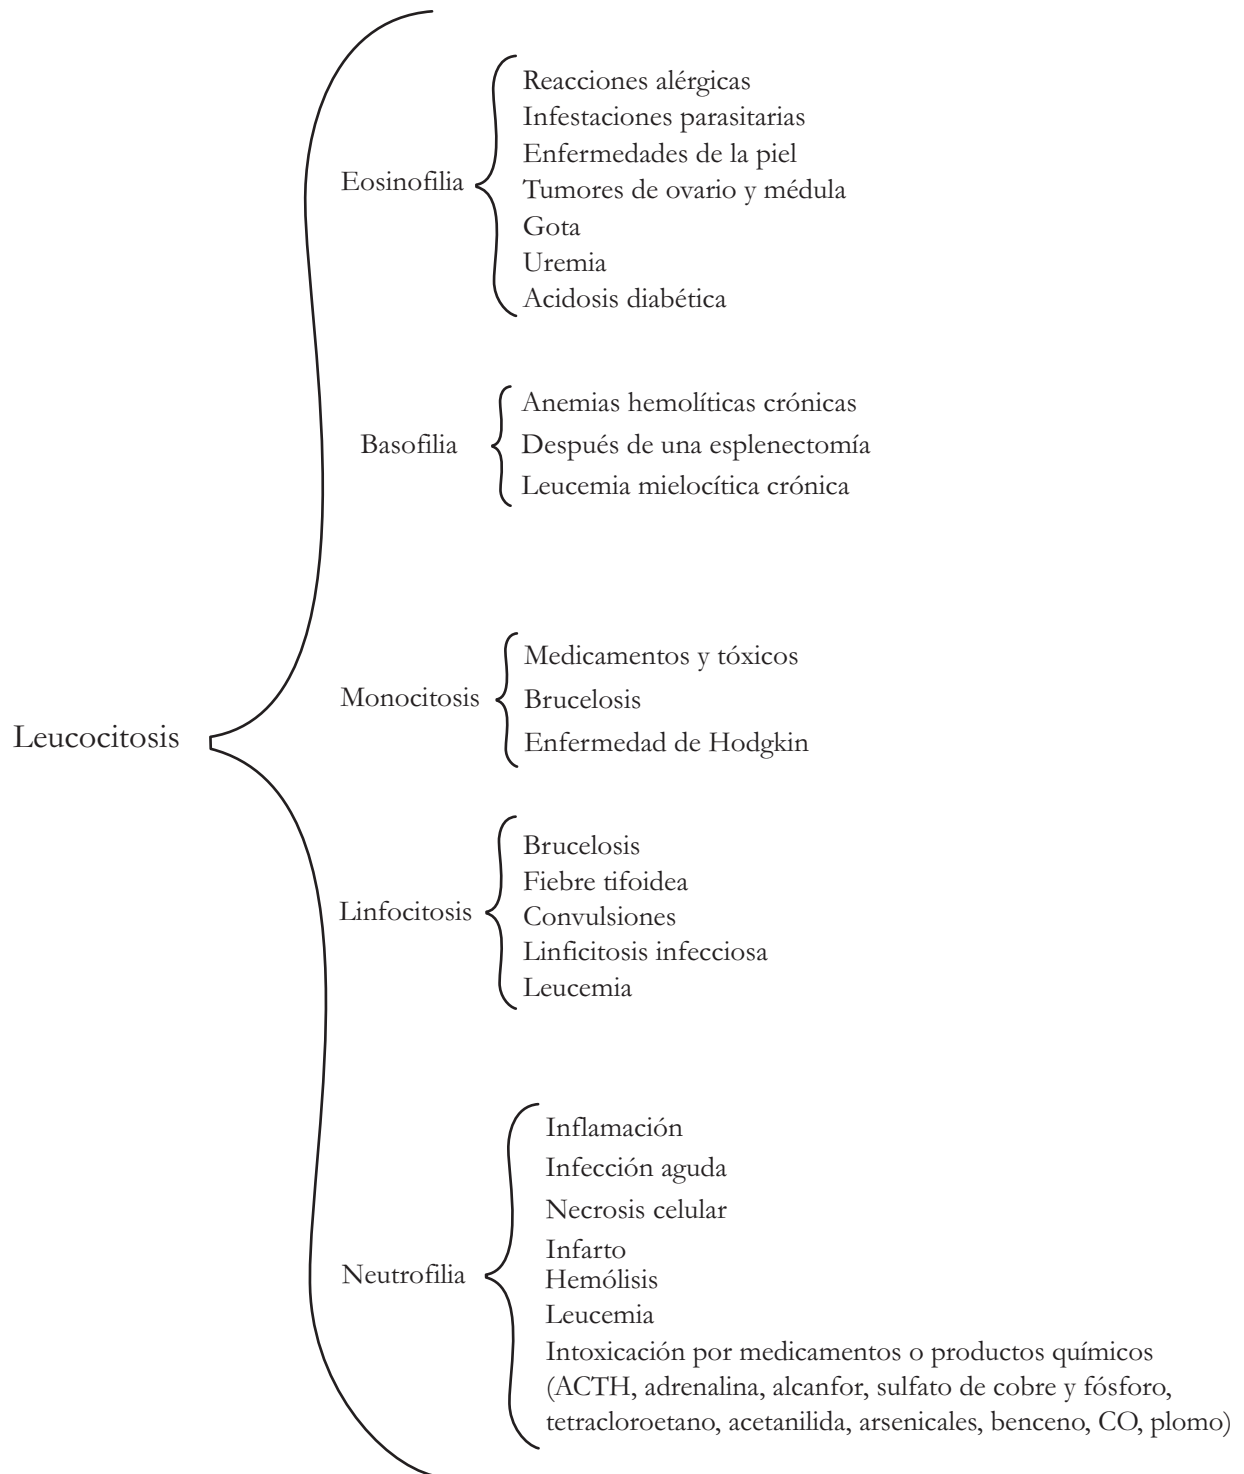 Leucocitosis
Eosinofilia
Reacciones alérgicas
Infestaciones parasitarias
Enfermedades de la piel
Tumores de ovario y médula
Gota
Uremia
Acidosis diabética
Basofilia
Anemias hemolíticas crónicas
Después de una esplenectomía
Leucemia mielocítica crónica
Monocitosis
Medicamentos y tóxicos
Brucelosis
Enfermedad de Hodgkin
Linfocitosis
Brucelosis
Fiebre tifoidea
Convulsiones
Linficitosis infecciosa
Leucemia
Neutrofilia
Inflamación
Infección aguda
Necrosis celular
Infarto
Hemólisis
Leucemia
Intoxicación por medicamentos o productos químicos
(ACTH, adrenalina, alcanfor, sulfato de cobre y fósforo,
tetracloroetano, acetanilida, arsenicales, benceno, CO, plomo)